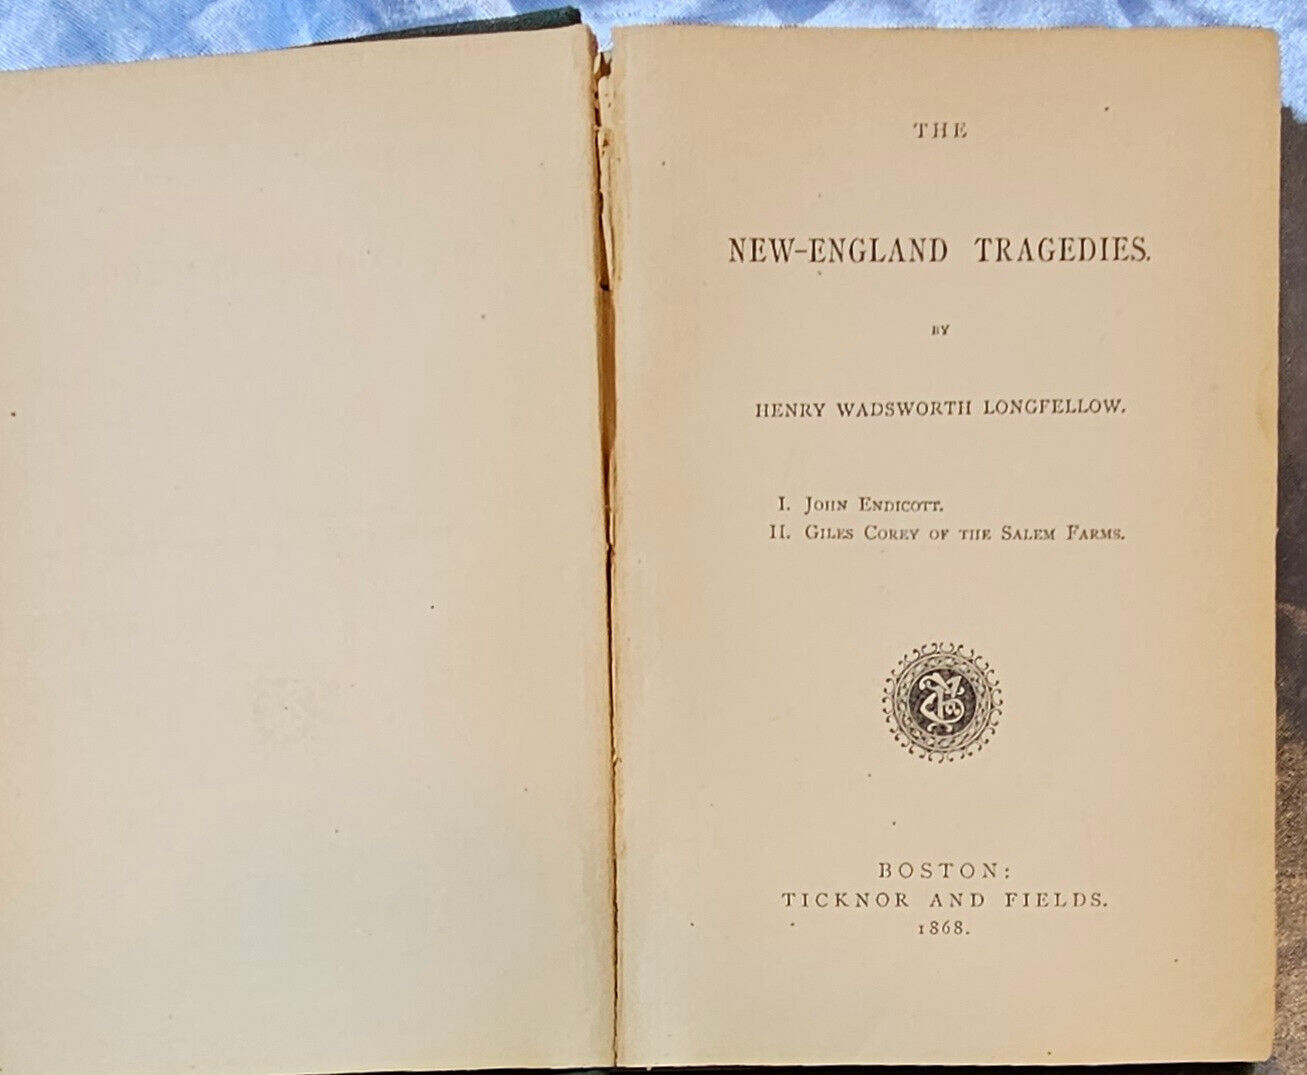 THE
NEW-ENGLAND TRAGEDIES.
BY
HENRY WADSWORTH LONGFELLOW.
I. JOHN ENDICOTT.
II. GILES COREY OF THE SALEM FARMS.
BOSTON:
TICKNOR AND FIELDS.
1868.